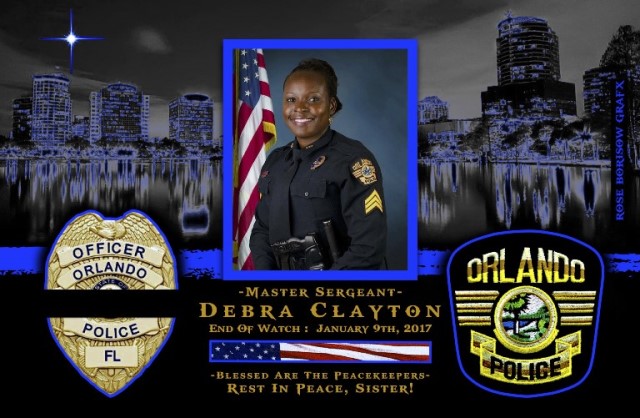 ROSE BORISOW GRAFX
OFFICER
ORLANDO
POLICE
FL
-MASTER SERGEANT-
DEBRA CLAYTON
END OF WATCH : JANUARY 9TH, 2017
-BLESSED ARE THE PEACEKEEPERS-
REST IN PEACE, SISTER!
ORLANDO
POLICE